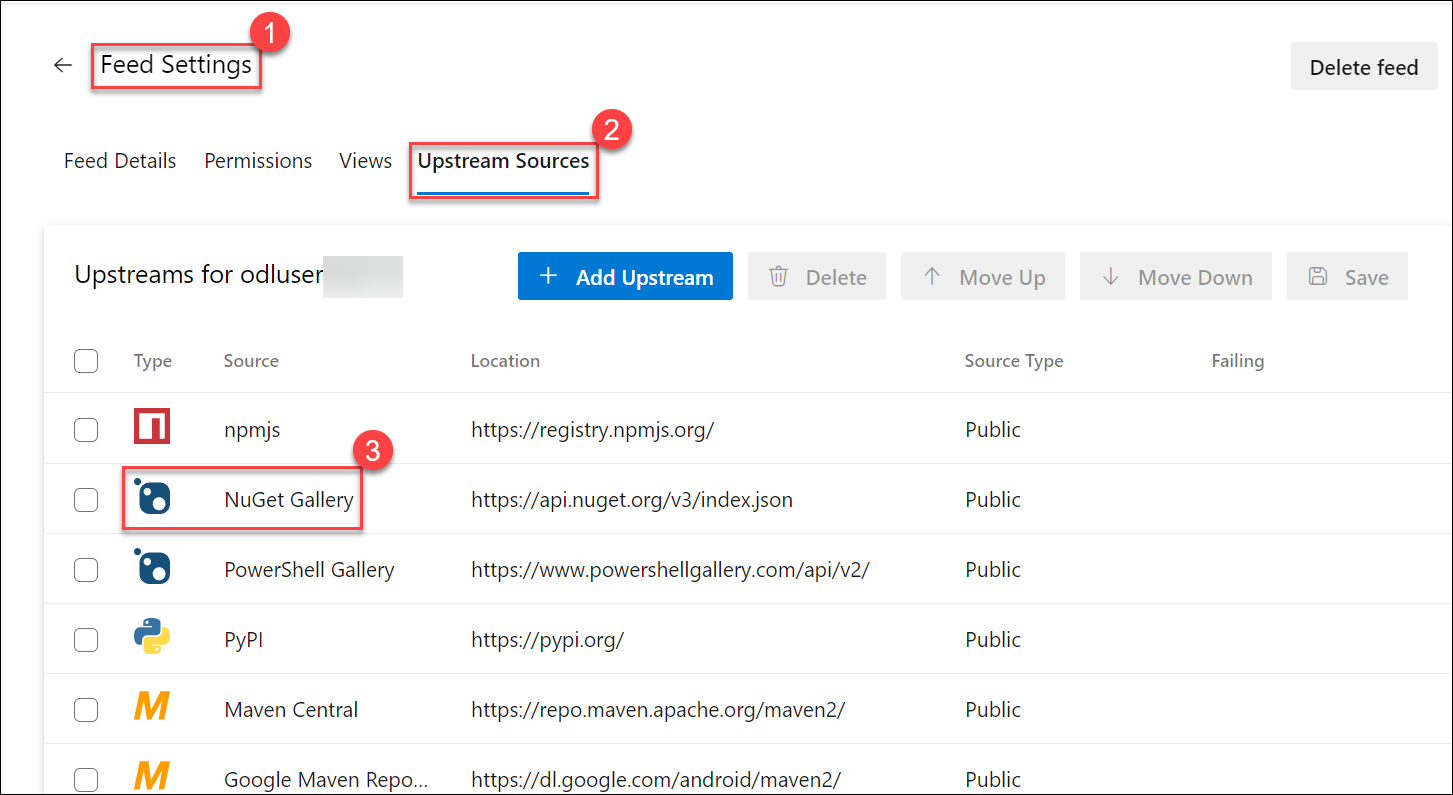 1
Feed Settings
Delete feed
2
Feed Details Permissions Views Upstream Sources
Upstreams for odluser
Add Upstream Delete Move Up Move Down Save
Type Source Location Source Type Failing
npmjs https://registry.npmjs.org/ Public
3
NuGet Gallery https://api.nuget.org/v3/index.json Public
PowerShell Gallery https://www.powershellgallery.com/api/v2/ Public
PyPI https://pypi.org/ Public
M Maven Central https://repo.maven.apache.org/maven2/ Public
M Google Maven Repo... https://dl.google.com/android/maven2/ Public